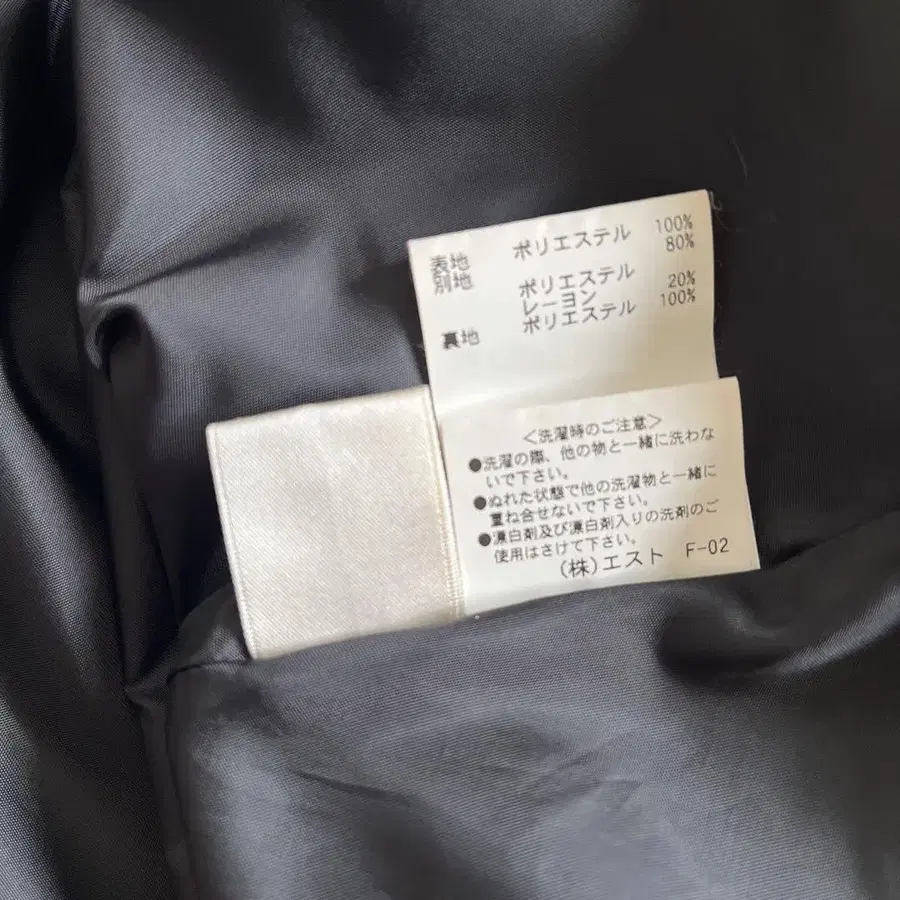 表地 ポリエステル 100%
別地 ポリエステル 80%
レーヨン 20%
裏地 ポリエステル 100%
＜洗濯時のご注意＞
●洗濯の際、他の物と一緒に洗わな
いで下さい。
●ぬれた状態で他の洗濯物と一緒に
重ね合せないで下さい。
●漂白剤及び漂白剤入りの洗剤のご
使用はさけて下さい。
(株)エスト F-02